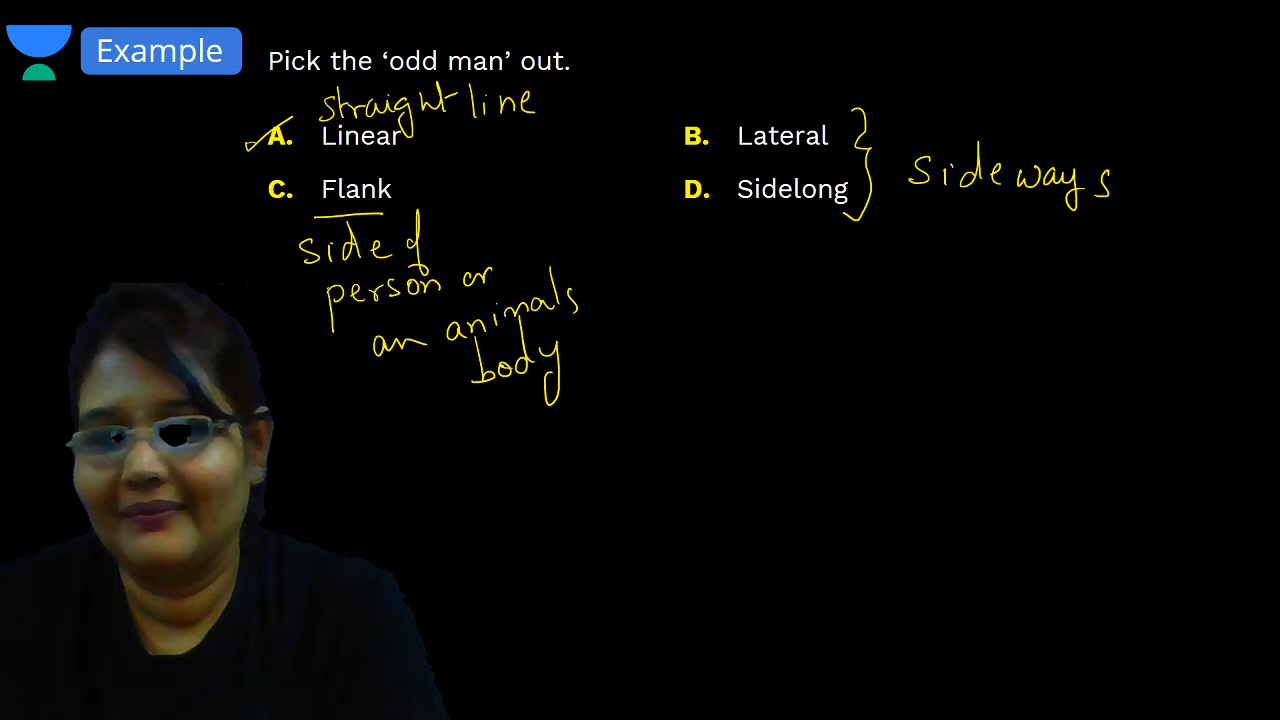 Example
Pick the ‘odd man’ out.
straight line
A. Linear
B. Lateral
C. Flank
D. Sidelong
sideways
side of
person or
an animals
body